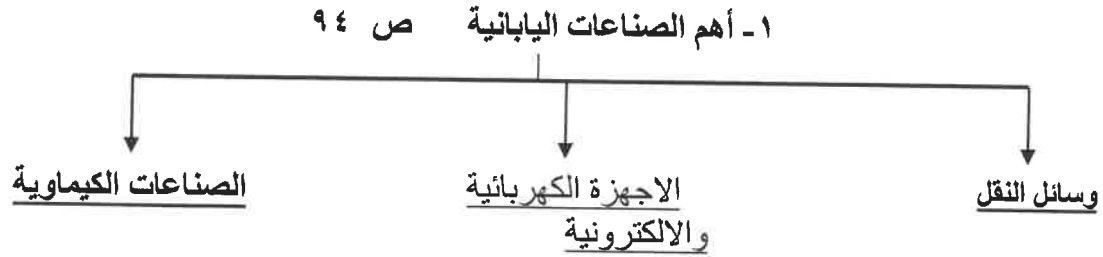 ١- أهم الصناعات اليابانية ص ٩٤
وسائل النقل
الاجهزة الكهربائية
والالكترونية
الصناعات الكيماوية